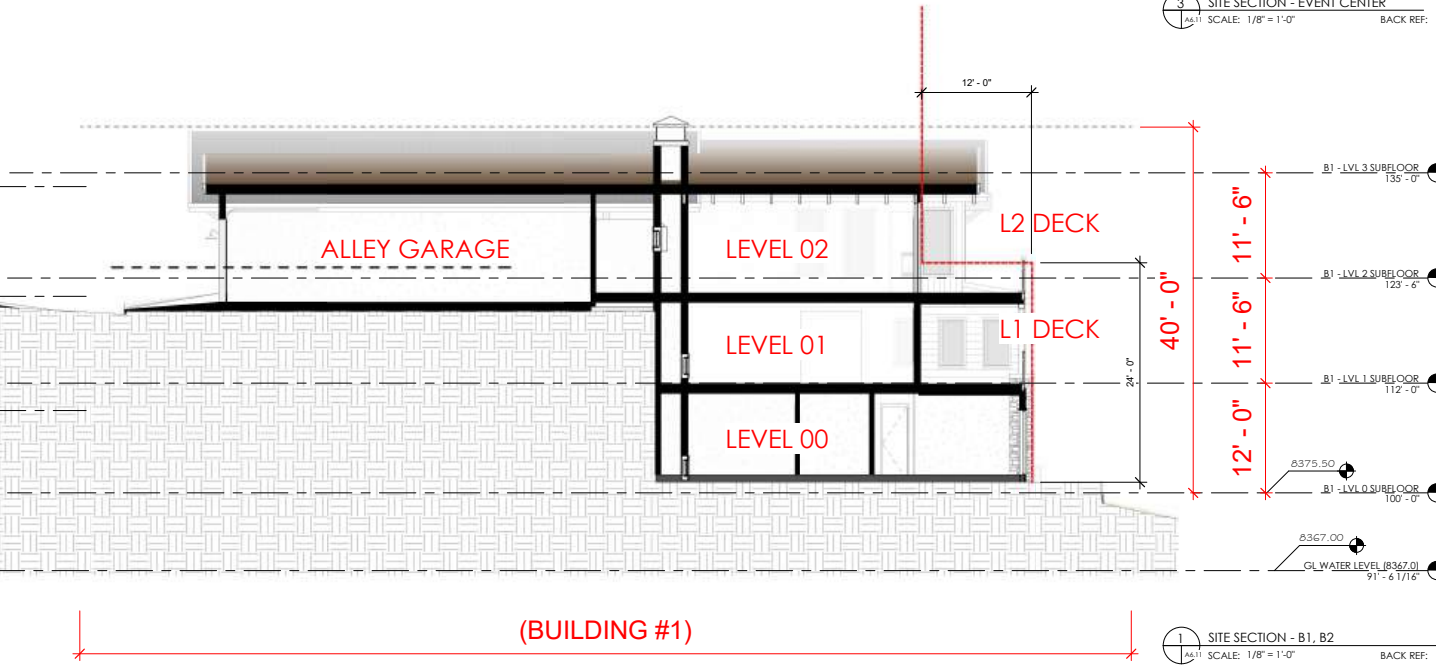 3 SITE SECTION - EVENT CENTER
A6.11 SCALE: 1/8" = 1'-0" BACK REF:
12' - 0"
B1 - LVL 3 SUBFLOOR
135' - 0"
L2 DECK
ALLEY GARAGE
LEVEL 02
11' - 6"
B1 - LVL 2 SUBFLOOR
123' - 6"
40' - 0"
L1 DECK
LEVEL 01
11' - 6"
24' - 0"
B1 - LVL 1 SUBFLOOR
112' - 0"
LEVEL 00
12' - 0"
8375.50
B1 - LVL 0 SUBFLOOR
100' - 0"
8367.00
GL WATER LEVEL (8367.0)
91' - 6 1/16"
(BUILDING #1)
1 SITE SECTION - B1, B2
A6.11 SCALE: 1/8" = 1'-0" BACK REF: